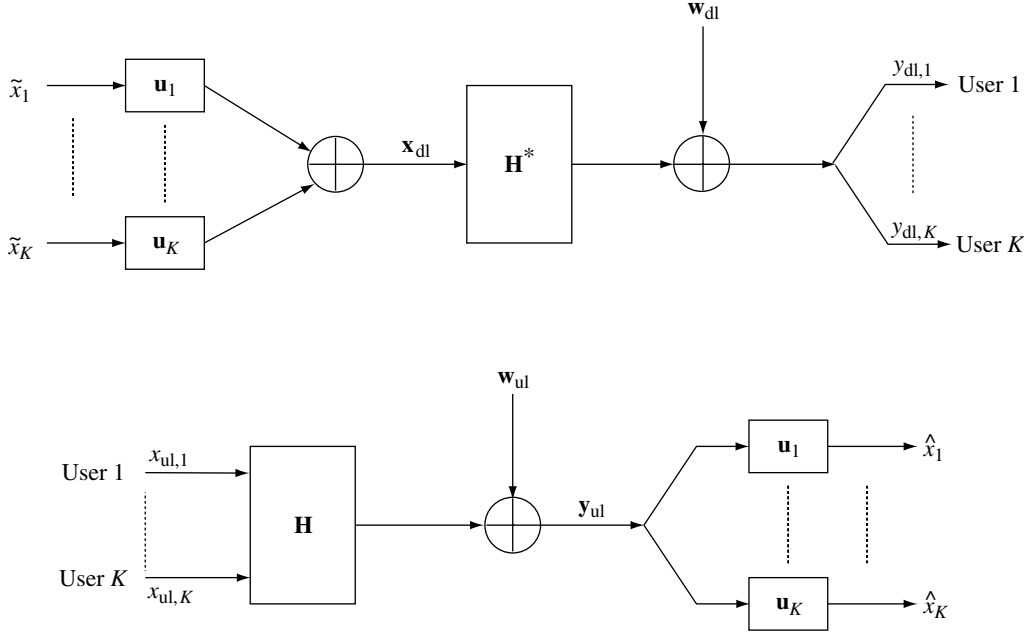 w_dl
x̃_1 u_1 y_dl,1 User 1
x_dl H*
x̃_K u_K y_dl,K User K
w_ul
User 1 x_ul,1 u_1 x̂_1
H y_ul
User K x_ul,K u_K x̂_K